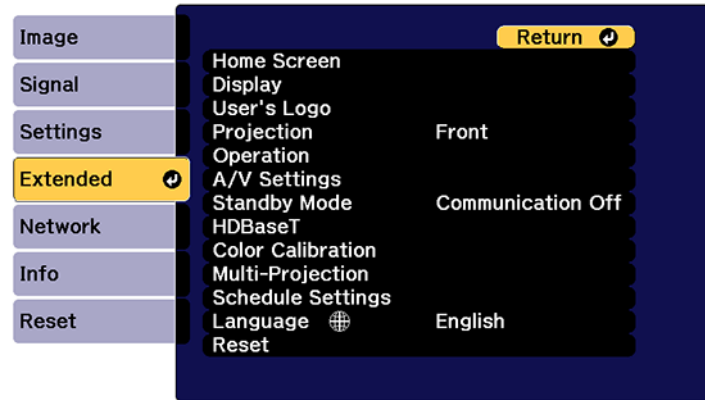 Image
Signal
Settings
Extended
Network
Info
Reset
Return
Home Screen
Display
User's Logo
Projection Front
Operation
A/V Settings
Standby Mode Communication Off
HDBaseT
Color Calibration
Multi-Projection
Schedule Settings
Language English
Reset